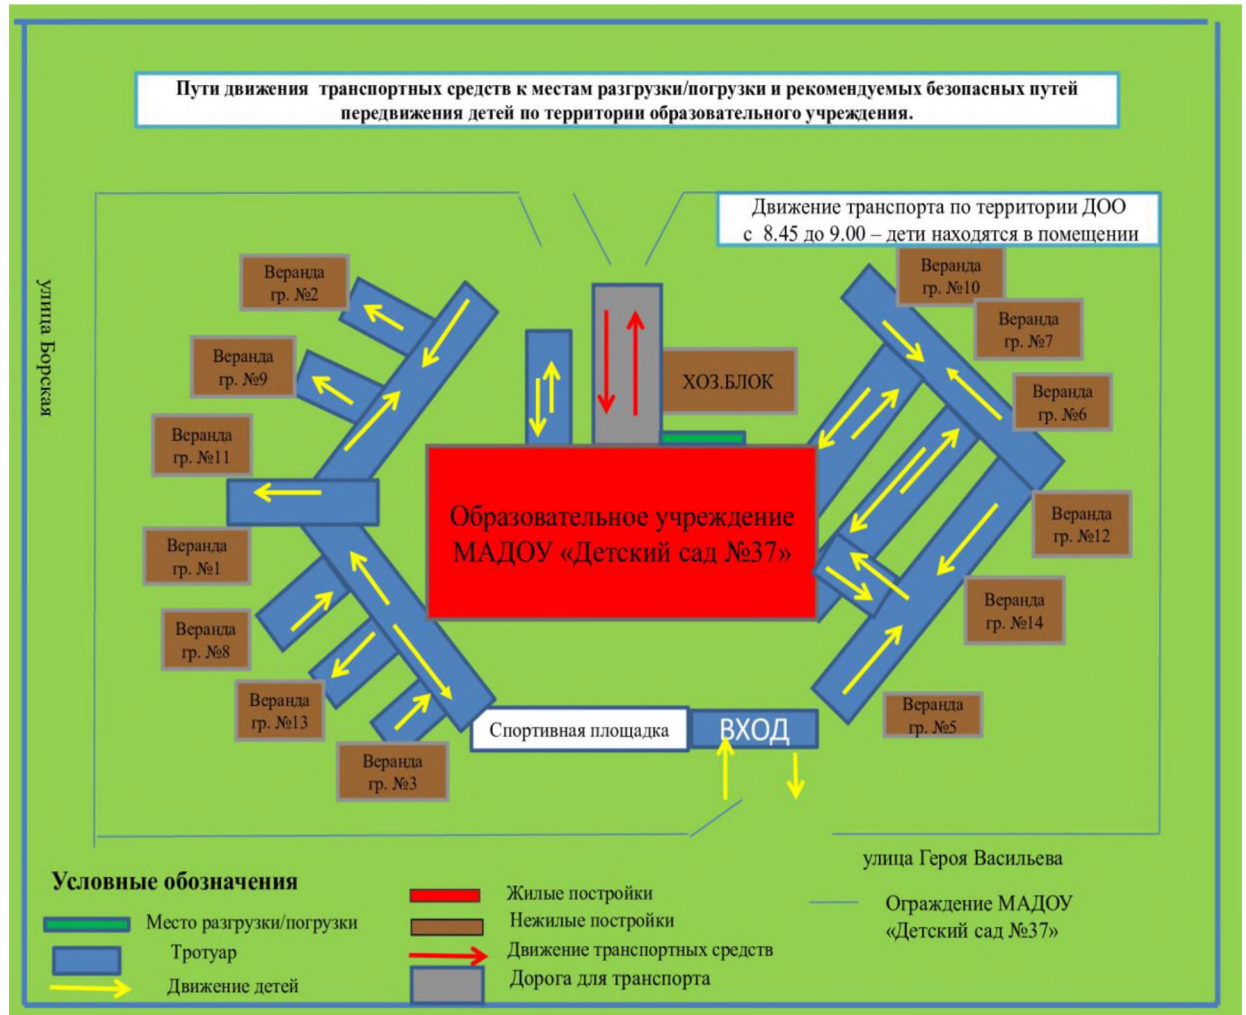 Пути движения транспортных средств к местам разгрузки/погрузки и рекомендуемых безопасных путей
передвижения детей по территории образовательного учреждения.
Движение транспорта по территории ДОО
с 8.45 до 9.00 – дети находятся в помещении
улица Борская
Веранда
гр. №2
Веранда
гр. №9
Веранда
гр. №11
Веранда
гр. №1
Веранда
гр. №8
Веранда
гр. №13
Веранда
гр. №3
ХОЗ.БЛОК
Образовательное учреждение
МАДОУ «Детский сад №37»
Веранда
гр. №10
Веранда
гр. №7
Веранда
гр. №6
Веранда
гр. №12
Веранда
гр. №14
Веранда
гр. №5
Спортивная площадка
ВХОД
улица Героя Васильева
Условные обозначения
Место разгрузки/погрузки
Тротуар
Движение детей
Жилые постройки
Нежилые постройки
Движение транспортных средств
Дорога для транспорта
Ограждение МАДОУ
«Детский сад №37»